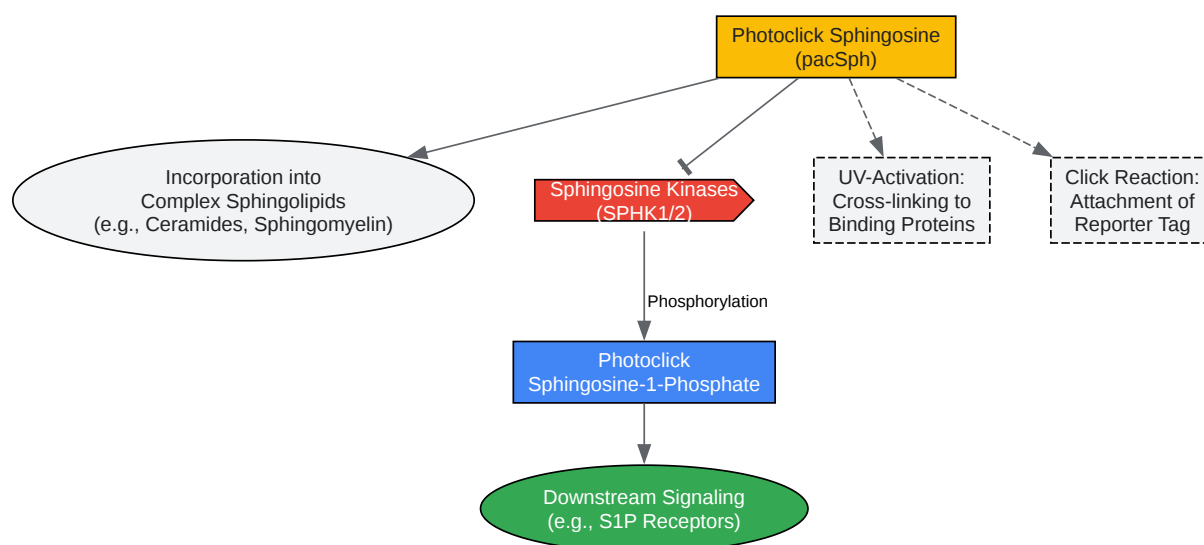 Photoclick Sphingosine
(pacSph)
Incorporation into
Complex Sphingolipids
(e.g., Ceramides, Sphingomyelin)
Sphingosine Kinases
(SPHK1/2)
UV-Activation:
Cross-linking to
Binding Proteins
Click Reaction:
Attachment of
Reporter Tag
Phosphorylation
Photoclick
Sphingosine-1-Phosphate
Downstream Signaling
(e.g., S1P Receptors)